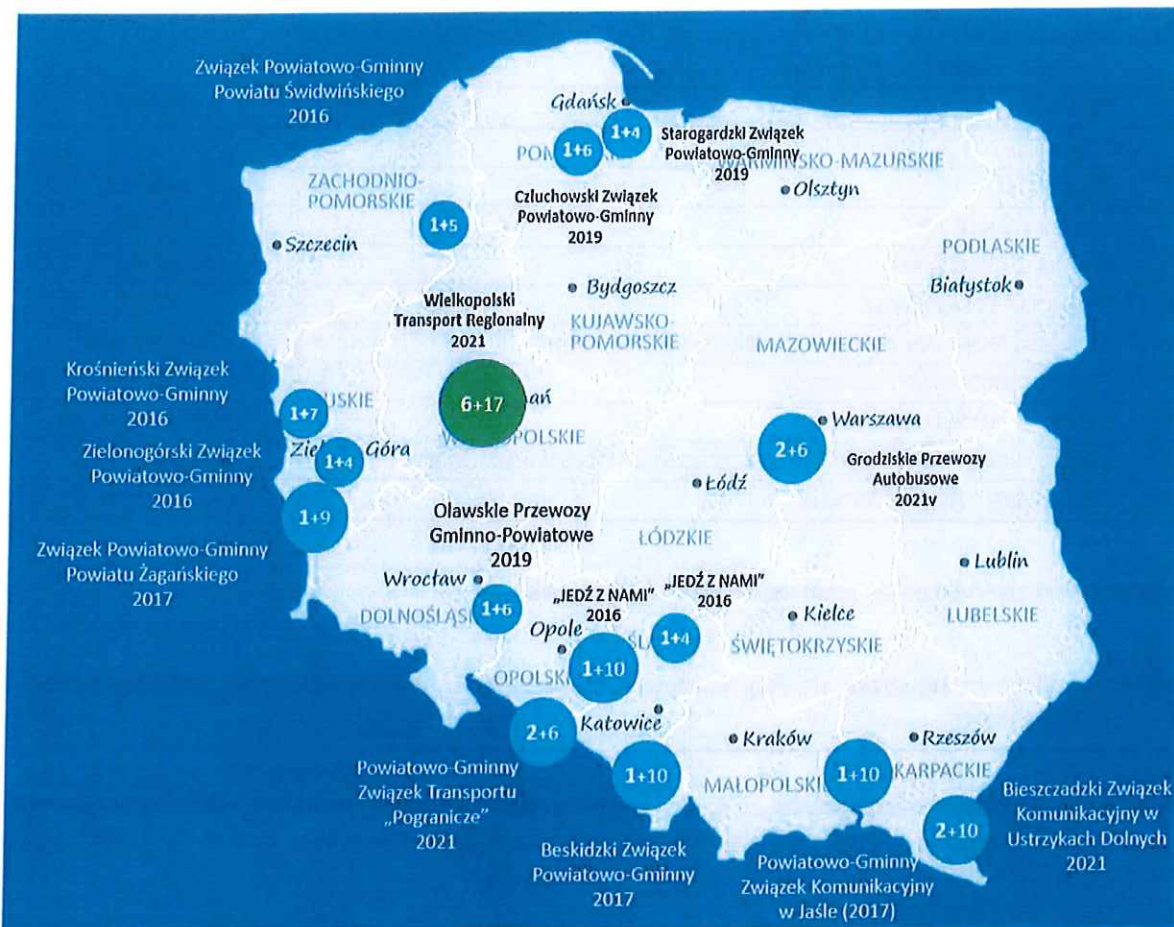 Związek Powiatowo-Gminny
Powiatu Świdwińskiego
2016
Gdańsk
1+4
1+6
Starogardzki Związek
Powiatowo-Gminny
2019
WARMIŃSKO-MAZURSKIE
Olsztyn
ZACHODNIO-
POMORSKIE
Człuchowski Związek
Powiatowo-Gminny
2019
1+5
Szczecin
PODLASKIE
Białystok
Bydgoszcz
KUJAWSKO-
POMORSKIE
Wielkopolski
Transport Regionalny
2021
MAZOWIECKIE
Krośnieński Związek
Powiatowo-Gminny
2016
1+7
6+17
Warszawa
2+6
Grodziskie Przewozy
Autobusowe
2021v
Zielonogórski Związek
Powiatowo-Gminny
2016
1+4
Góra
Łódź
1+9
Związek Powiatowo-Gminny
Powiatu Żagańskiego
2017
Oławskie Przewozy
Gminno-Powiatowe
2019
ŁÓDZKIE
Lublin
LUBELSKIE
Wrocław
1+6
„JEDŹ Z NAMI"
2016
„JEDŹ Z NAMI"
2016
Opole
1+4
Kielce
ŚWIĘTOKRZYSKIE
1+10
2+6
Katowice
Kraków
Rzeszów
1+10
1+10
KARPACKIE
2+10
Powiatowo-Gminny
Związek Transportu
„Pogranicze"
2021
Beskidzki Związek
Powiatowo-Gminny
2017
Powiatowo-Gminny
Związek Komunikacyjny
w Jaśle (2017)
Bieszczadzki Związek
Komunikacyjny w
Ustrzykach Dolnych
2021